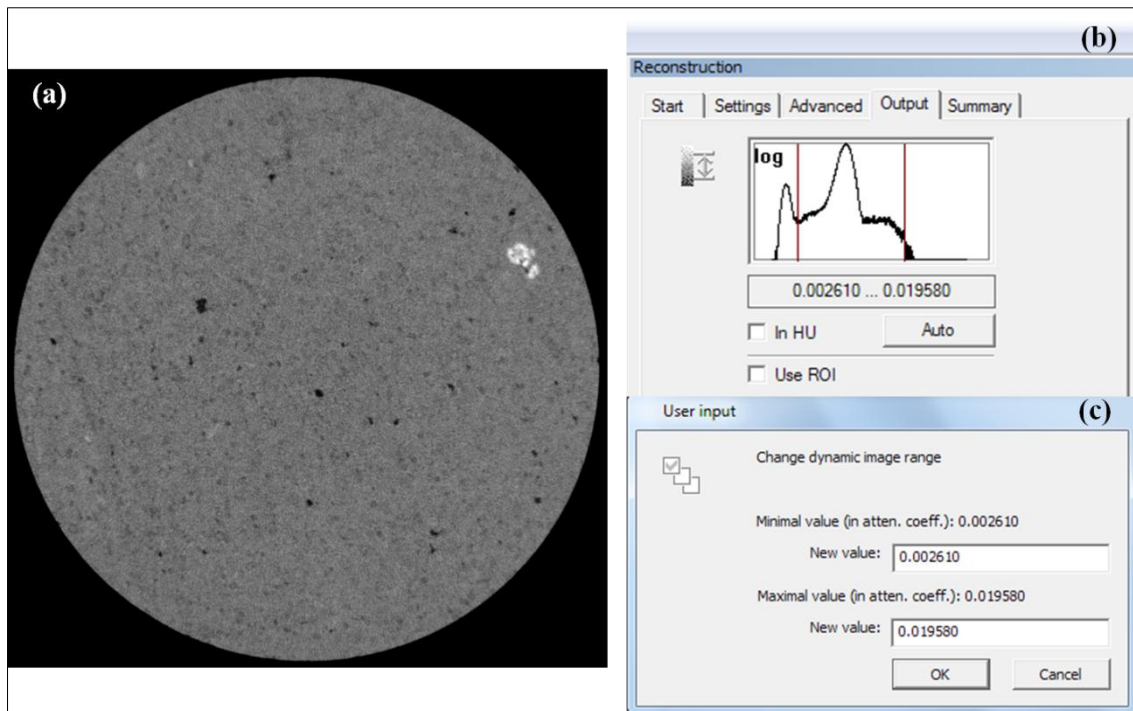 (a)
(b)
Reconstruction
Start Settings Advanced Output Summary
log
0.002610 ... 0.019580
In HU Auto
Use ROI
User input (c)
Change dynamic image range
Minimal value (in atten. coeff.): 0.002610
New value: 0.002610
Maximal value (in atten. coeff.): 0.019580
New value: 0.019580
OK Cancel